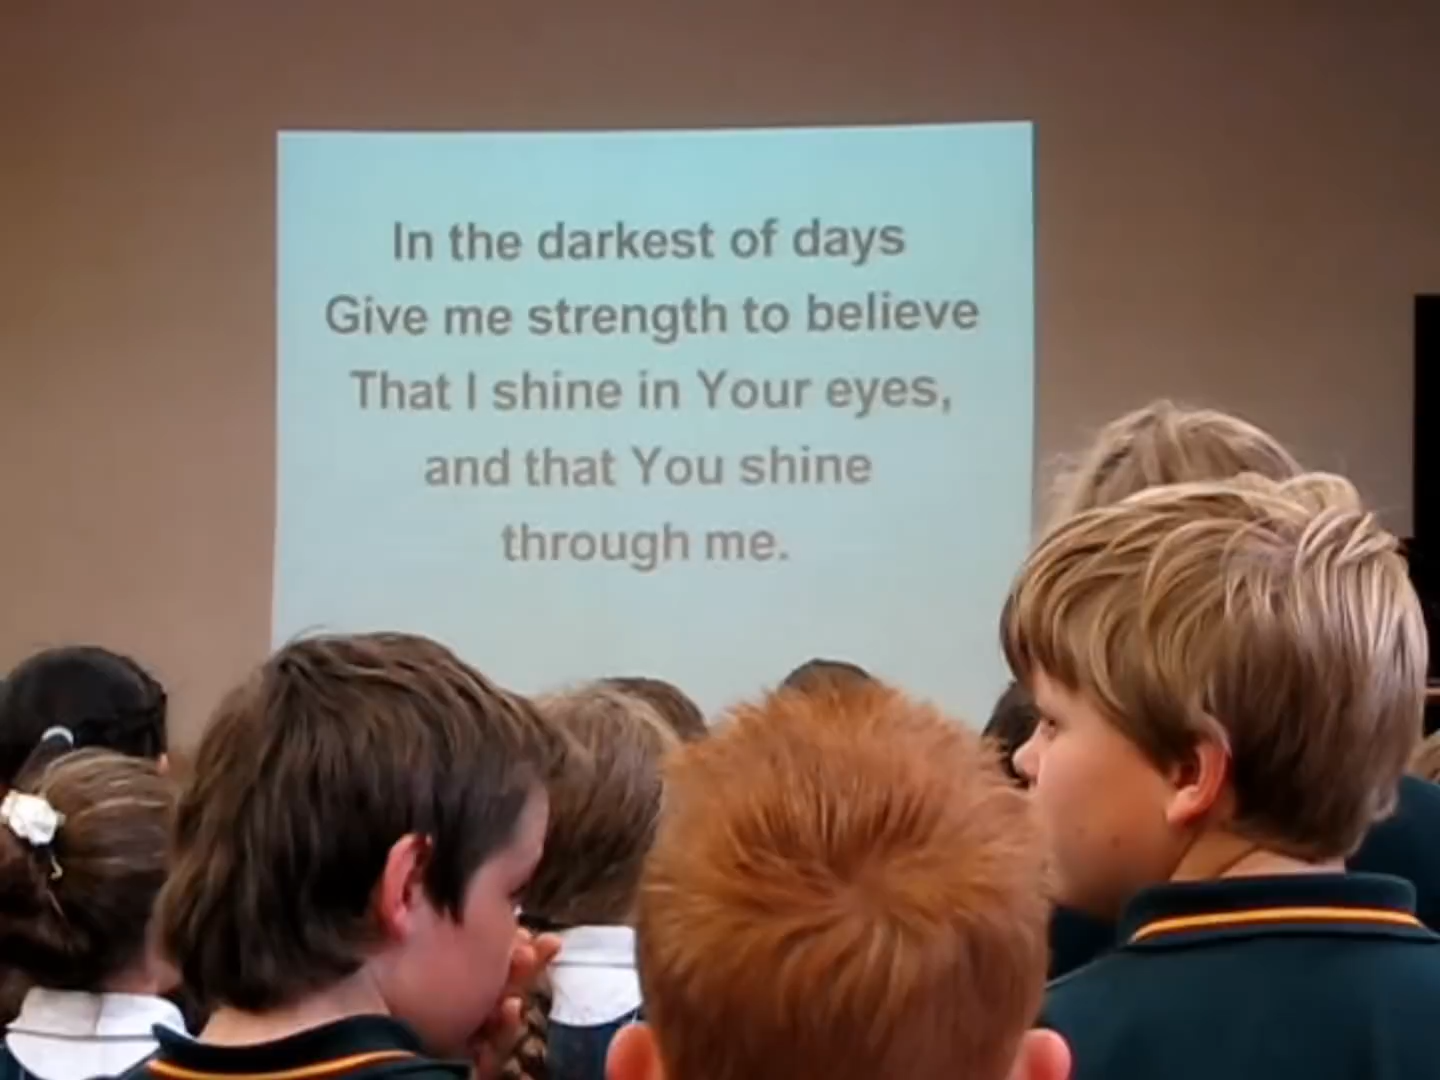 In the darkest of days
Give me strength to believe
That I shine in Your eyes,
and that You shine
through me.